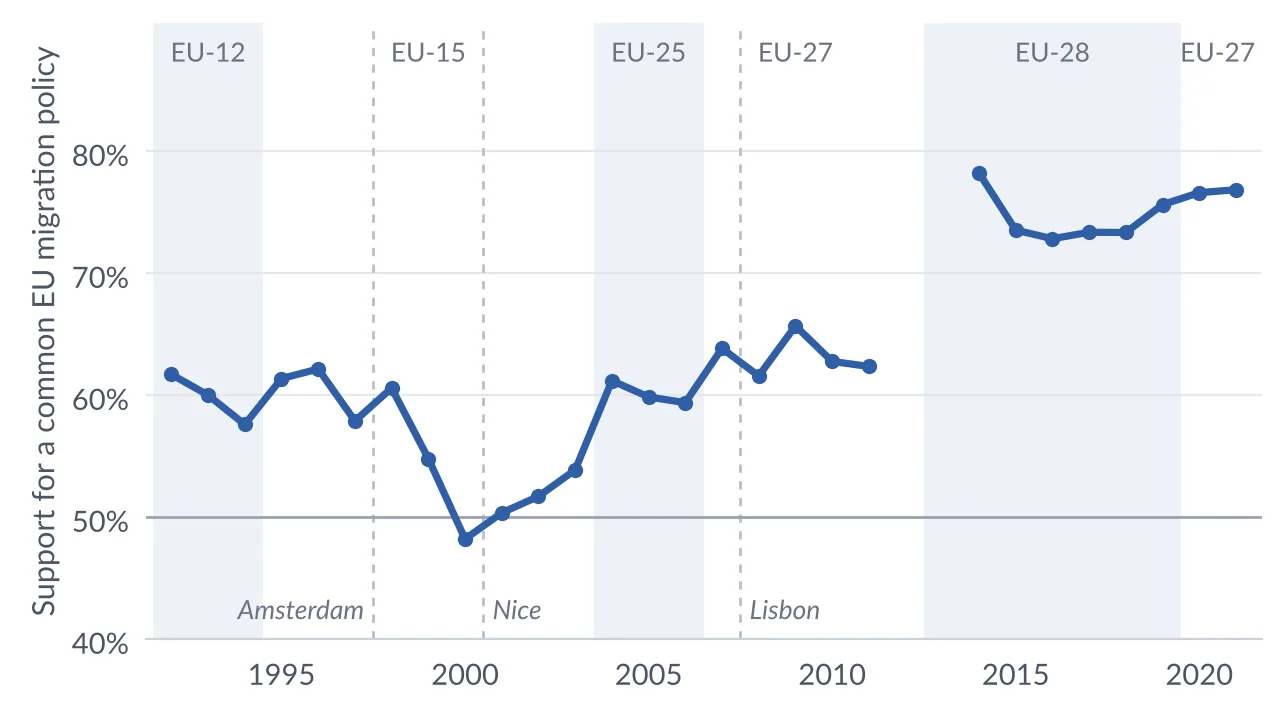 EU-12
EU-15
EU-25
EU-27
EU-28
EU-27
Support for a common EU migration policy
80%
70%
60%
50%
40%
Amsterdam
Nice
Lisbon
1995
2000
2005
2010
2015
2020